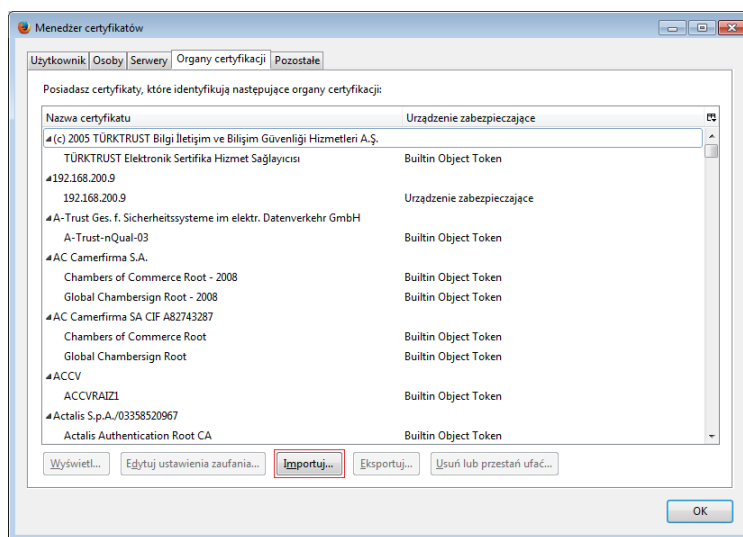 Menedżer certyfikatów
Użytkownik Osoby Serwery Organy certyfikacji Pozostałe
Posiadasz certyfikaty, które identyfikują następujące organy certyfikacji:
Nazwa certyfikatu Urządzenie zabezpieczające
(c) 2005 TÜRKTRUST Bilgi İletişim ve Bilişim Güvenliği Hizmetleri A.Ş.
TÜRKTRUST Elektronik Sertifika Hizmet Sağlayıcısı Builtin Object Token
192.168.200.9
192.168.200.9 Urządzenie zabezpieczające
A-Trust Ges. f. Sicherheitssysteme im elektr. Datenverkehr GmbH
A-Trust-nQual-03 Builtin Object Token
AC Camerfirma S.A.
Chambers of Commerce Root - 2008 Builtin Object Token
Global Chambersign Root - 2008 Builtin Object Token
AC Camerfirma SA CIF A82743287
Chambers of Commerce Root Builtin Object Token
Global Chambersign Root Builtin Object Token
ACCV
ACCVRAIZ1 Builtin Object Token
Actalis S.p.A./03358520967
Actalis Authentication Root CA Builtin Object Token
Wyświetl... Edytuj ustawienia zaufania... Importuj... Eksportuj... Usuń lub przestań ufać...
OK